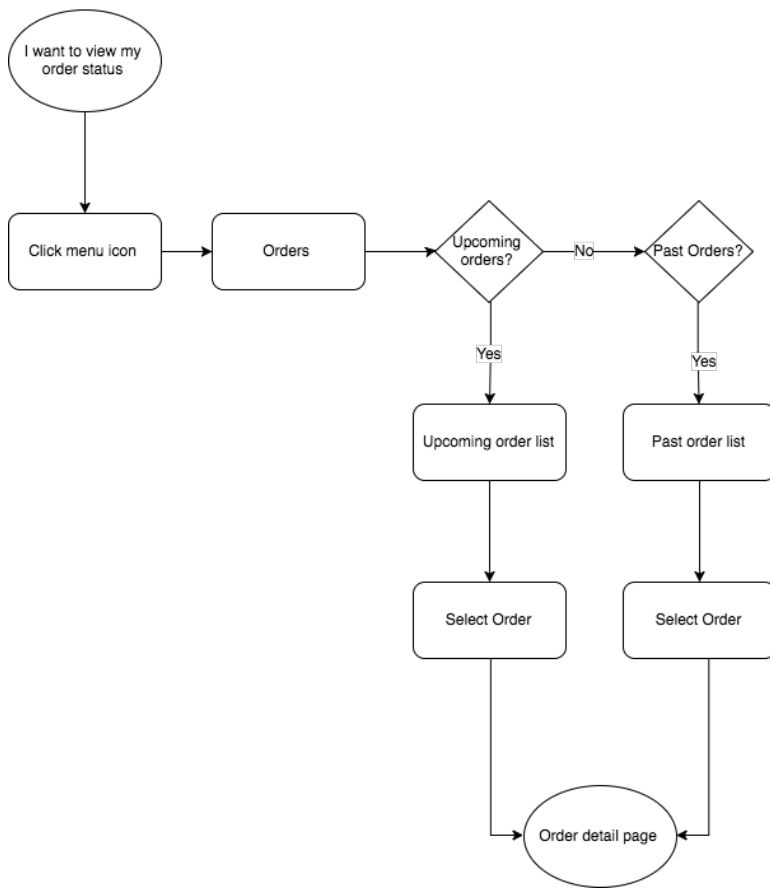 I want to view my
order status
Click menu icon
Orders
Upcoming
orders?
No
Past Orders?
Yes
Yes
Upcoming order list
Past order list
Select Order
Select Order
Order detail page